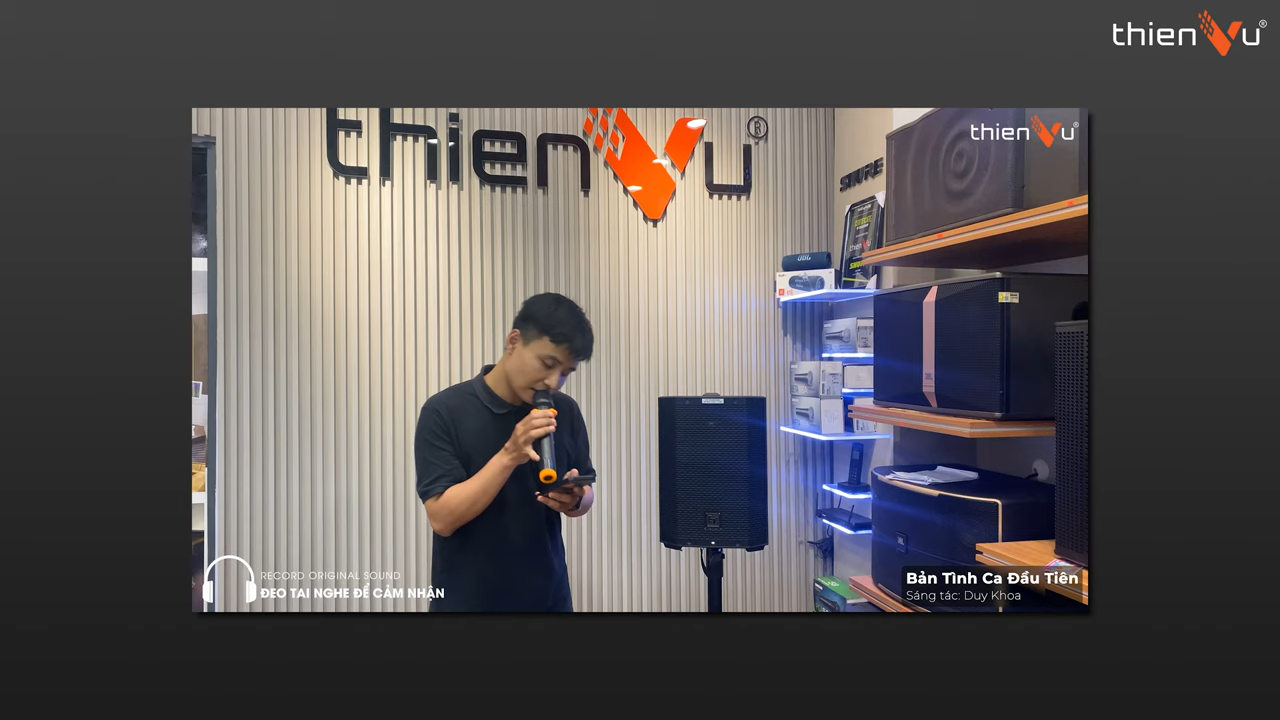 thienVu®
thienVu®
thienVu®
SHURE
JBL
RECORD ORIGINAL SOUND
ĐEO TAI NGHE ĐỂ CẢM NHẬN
Bản Tình Ca Đầu Tiên
Sáng tác: Duy Khoa